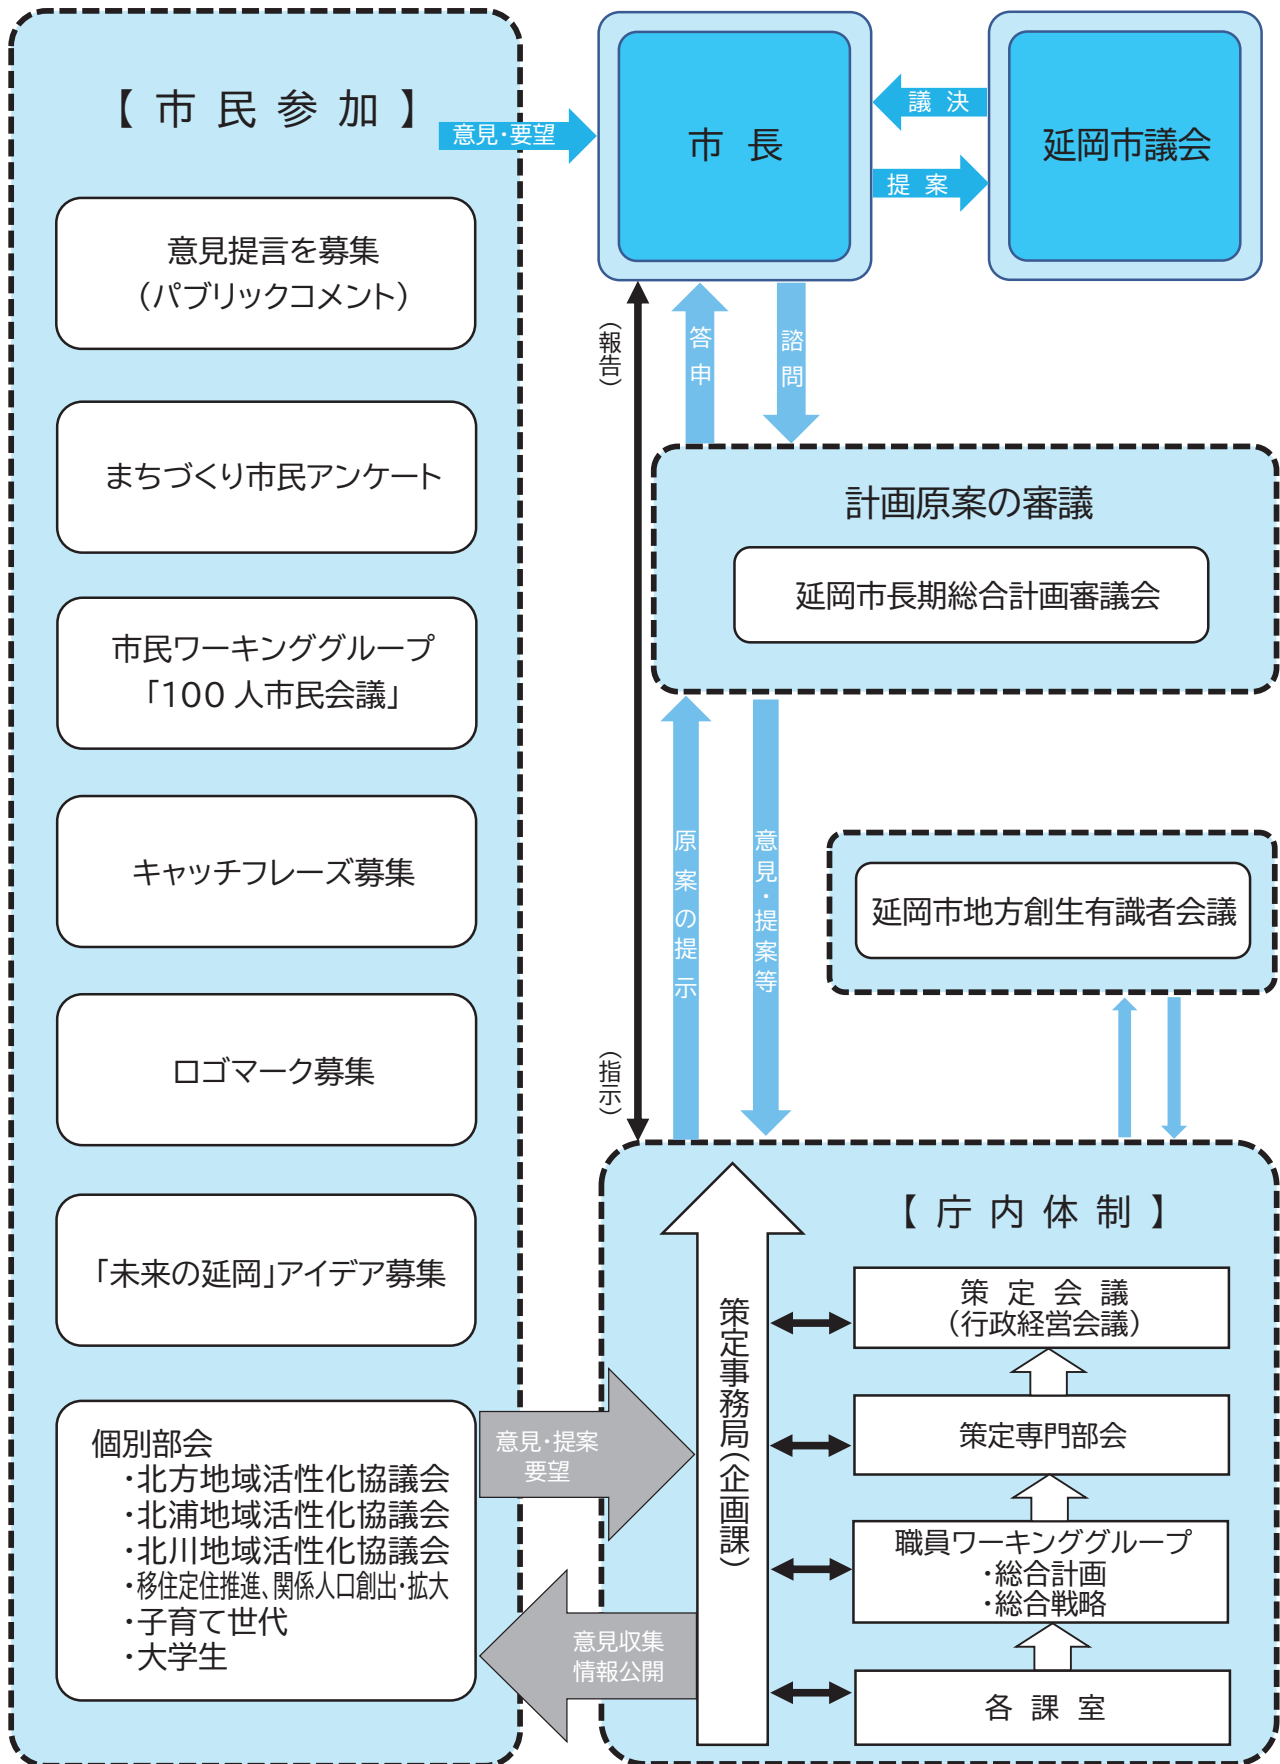 【市民参加】
意見・要望
市長
議決
提案
延岡市議会
意見提言を募集
（パブリックコメント）
まちづくり市民アンケート
市民ワーキンググループ
「100 人市民会議」
キャッチフレーズ募集
ロゴマーク募集
「未来の延岡」アイデア募集
個別部会
・北方地域活性化協議会
・北浦地域活性化協議会
・北川地域活性化協議会
・移住定住推進、関係人口創出・拡大
・子育て世代
・大学生
（報告）
（指示）
答申
諮問
計画原案の審議
延岡市長期総合計画審議会
原案の提示
意見・提案等
延岡市地方創生有識者会議
【庁内体制】
策定事務局（企画課）
策定会議
（行政経営会議）
策定専門部会
職員ワーキンググループ
・総合計画
・総合戦略
各課室
意見・提案
要望
意見収集
情報公開